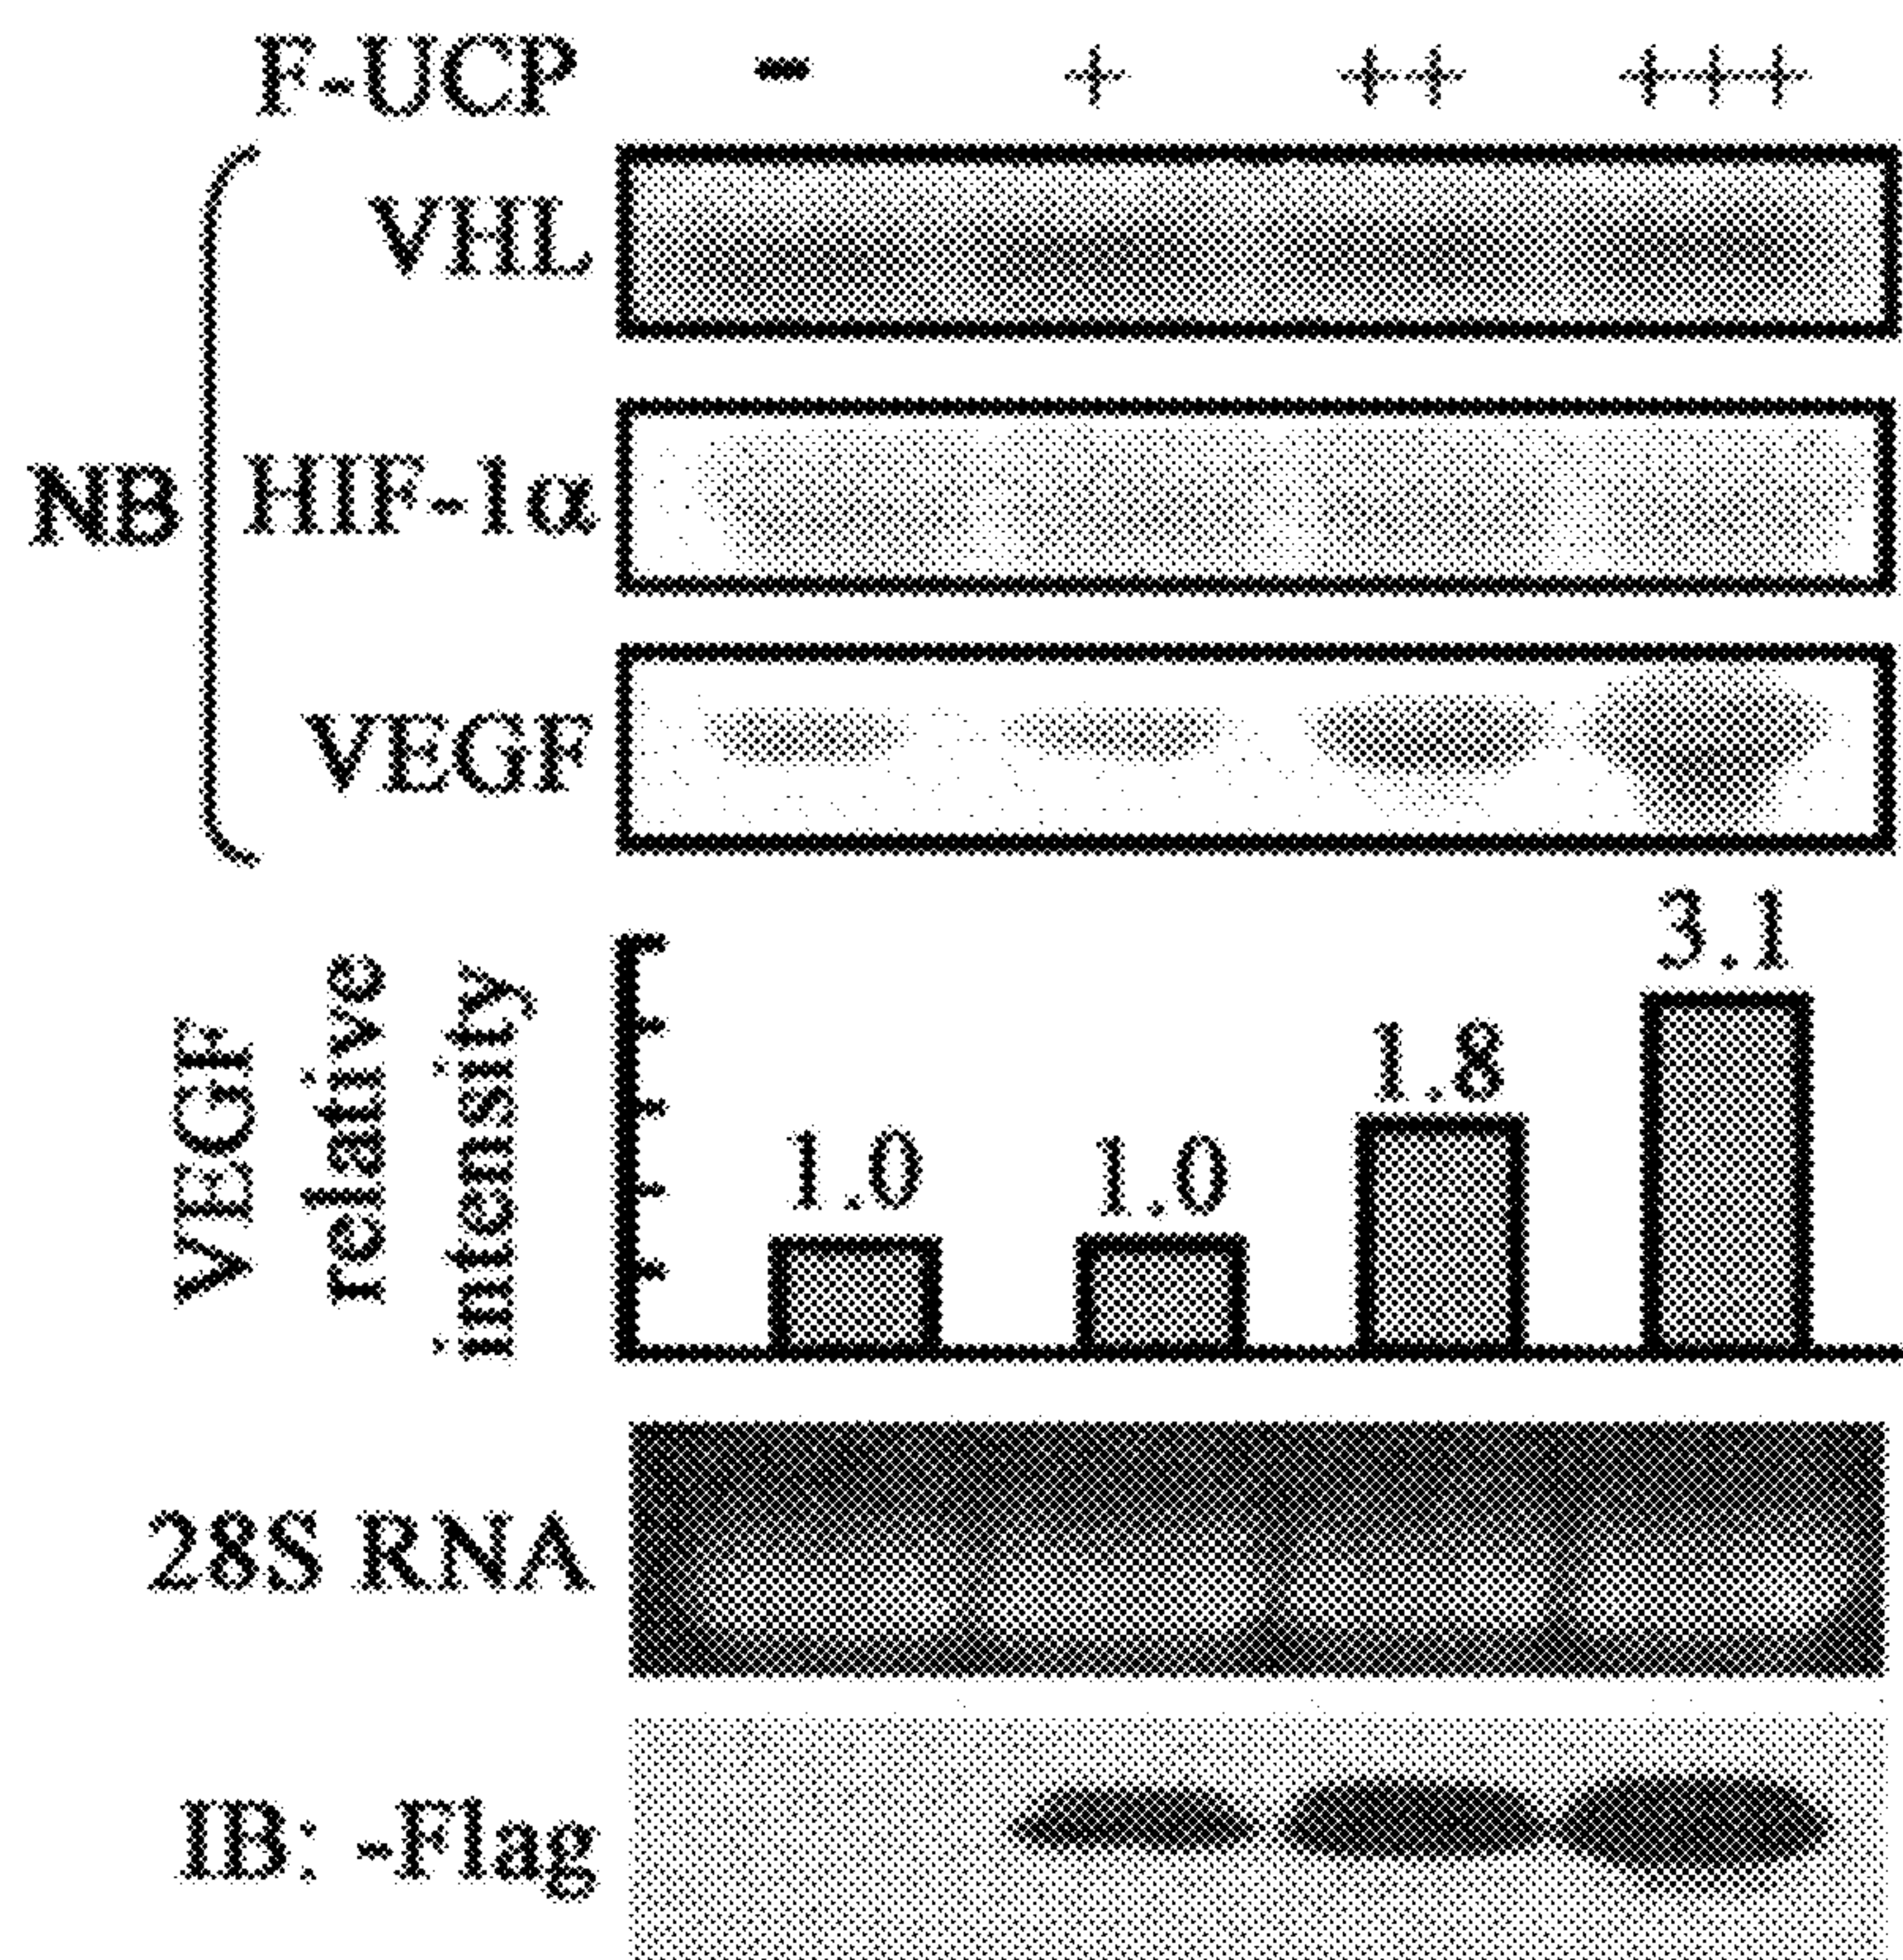 F-UCP - + ++ +++
VHL
NB
HIF-1α
VEGF
VEGF
relative
intensity
1.0 1.0 1.8 3.1
28S RNA
IB: -Flag